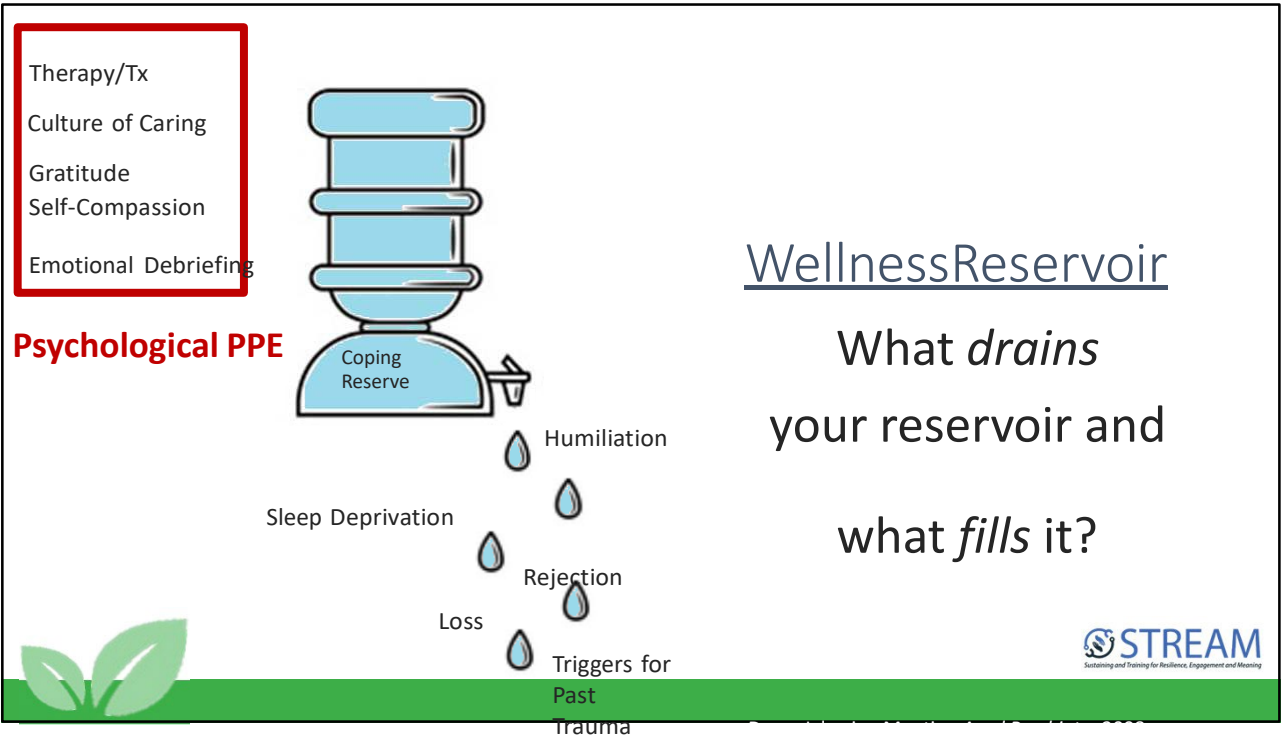 Therapy/Tx
Culture of Caring
Gratitude
Self-Compassion
Emotional Debriefing
Psychological PPE
Coping
Reserve
Humiliation
Sleep Deprivation
Rejection
Loss
Triggers for
Past
Trauma
WellnessReservoir
What drains
your reservoir and
what fills it?
STREAM
Sustaining and Training for Resilience, Engagement and Meaning